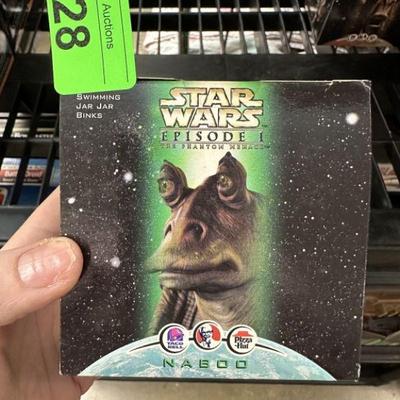 28
Auctions
SWIMMING
JAR JAR
BINKS
STAR
WARS
EPISODE I
THE PHANTOM MENACE
TACO
BELL
KFC
Pizza
Hut
NABOO